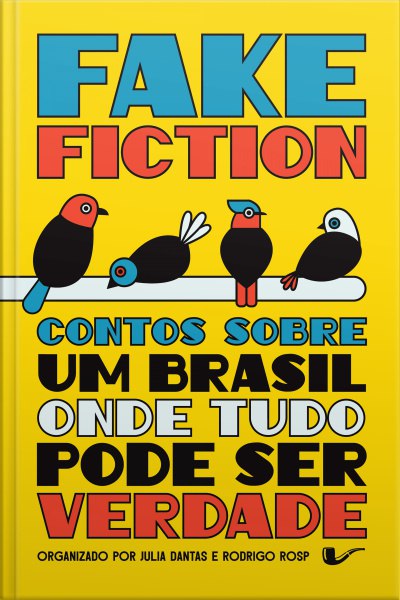 FAKE
FICTION
CONTOS SOBRE
UM BRASIL
ONDE TUDO
PODE SER
VERDADE
ORGANIZADO POR JULIA DANTAS E RODRIGO ROSP